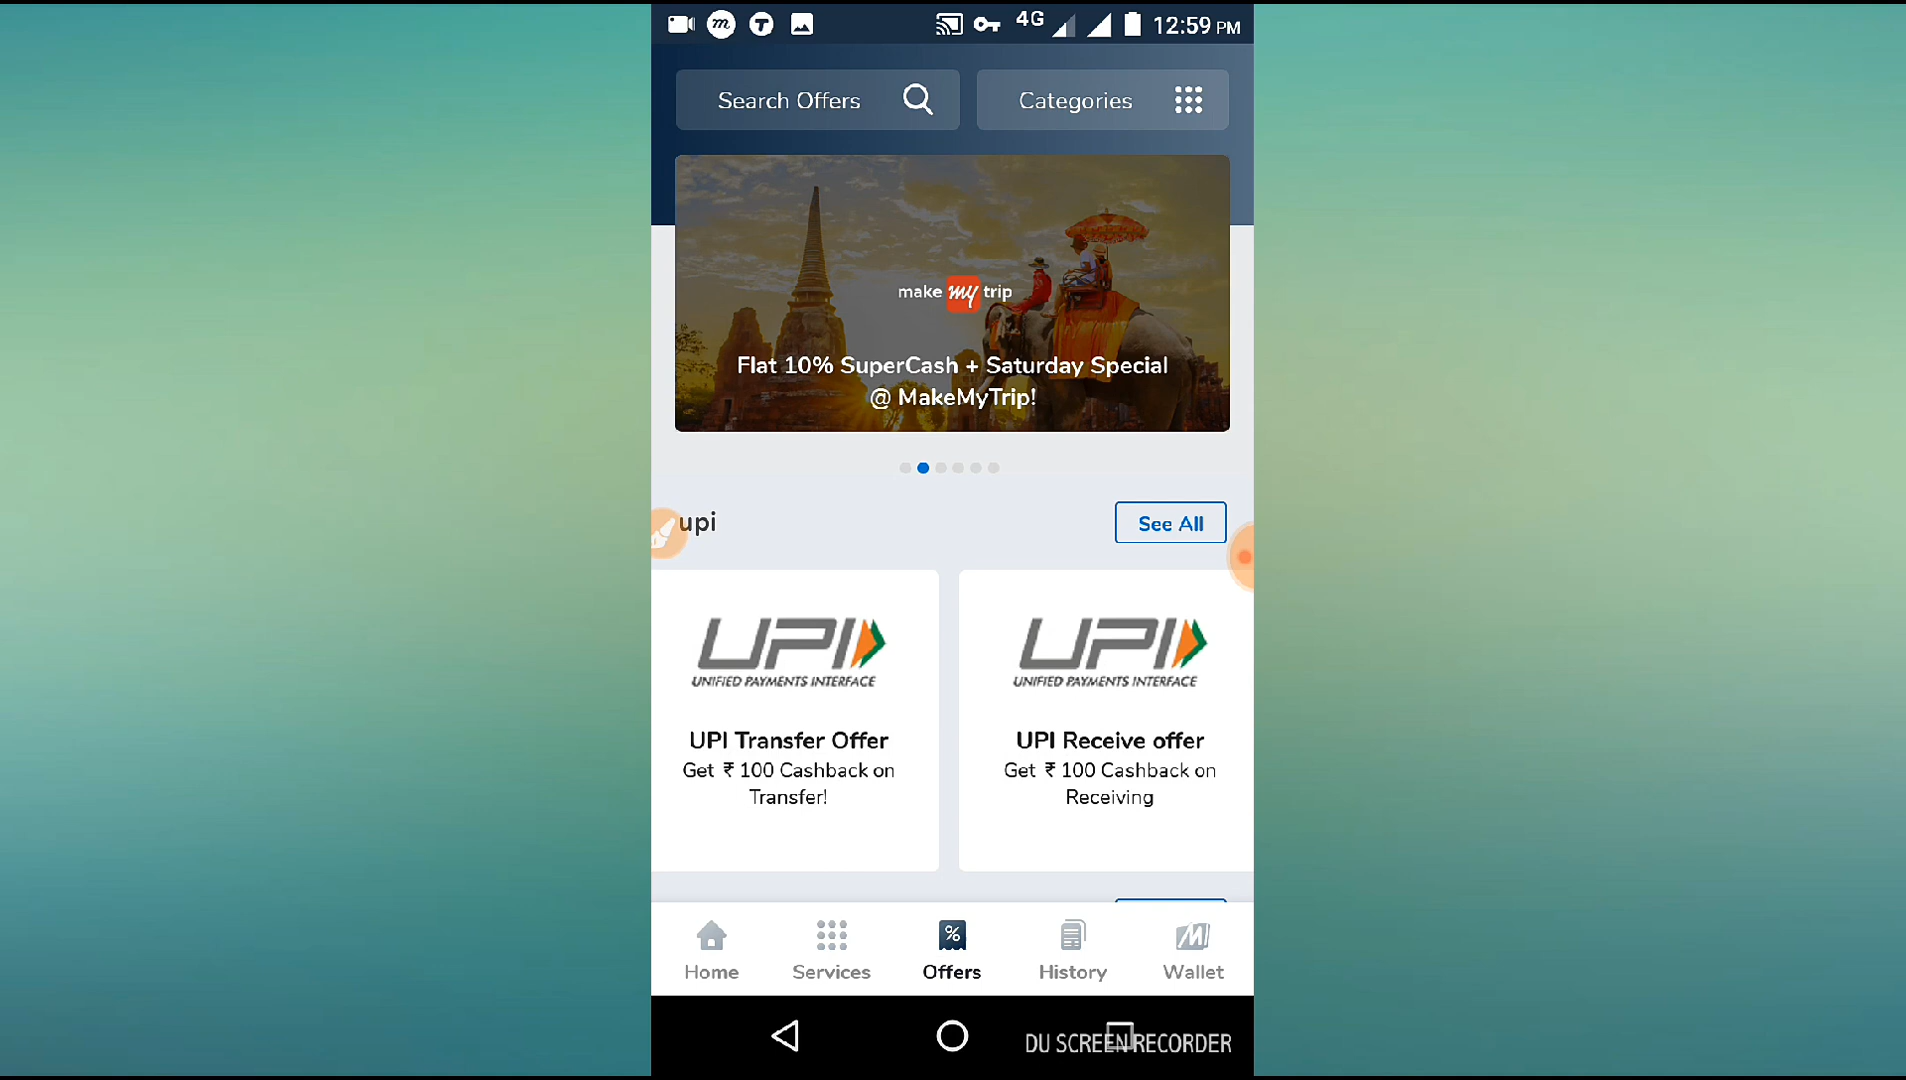 4G 12:59 PM
Search Offers
Categories
make my trip
Flat 10% SuperCash + Saturday Special
@ MakeMyTrip!
upi
See All
UPI
UNIFIED PAYMENTS INTERFACE
UPI Transfer Offer
Get ₹ 100 Cashback on
Transfer!
UPI
UNIFIED PAYMENTS INTERFACE
UPI Receive offer
Get ₹ 100 Cashback on
Receiving
Home
Services
Offers
History
Wallet
DU SCREEN RECORDER